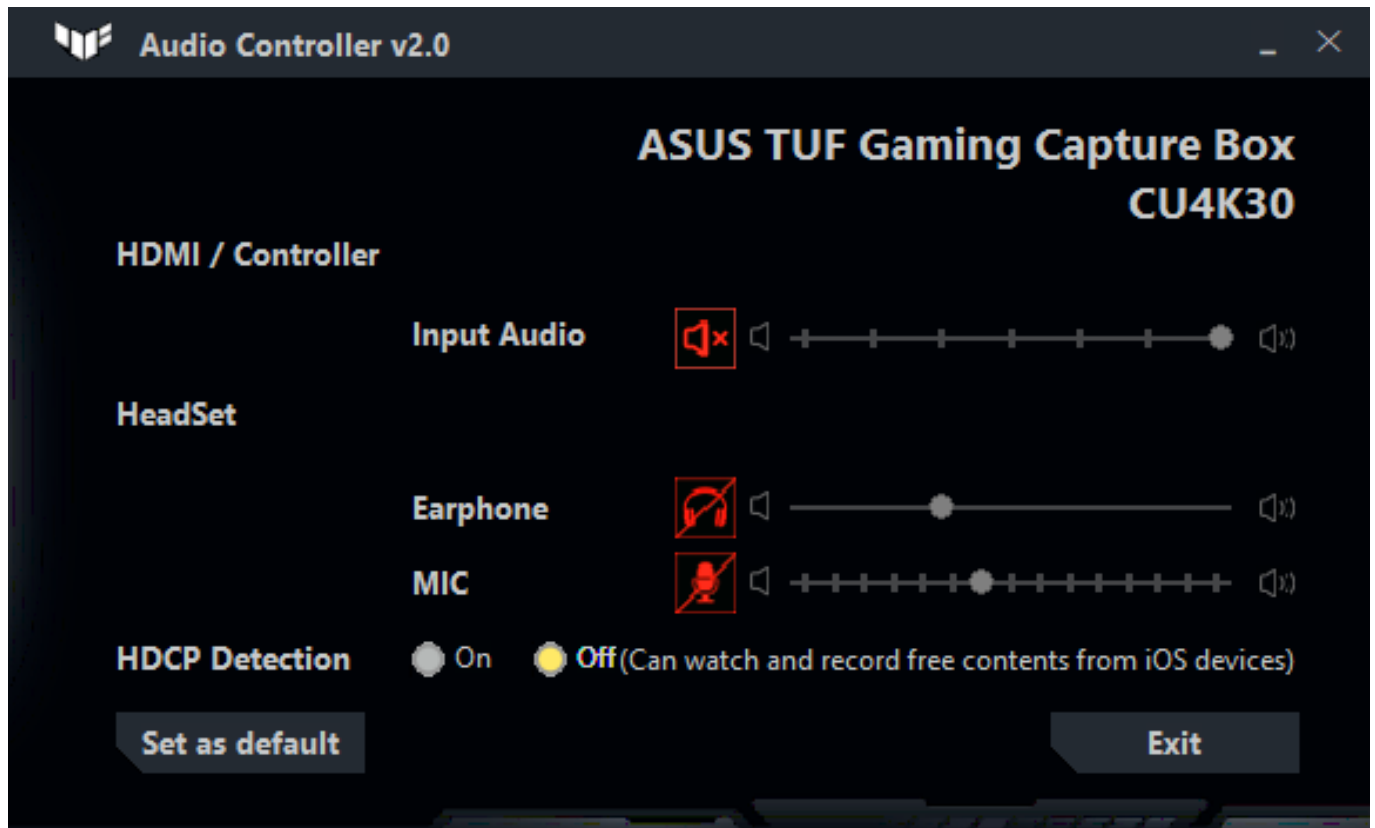 Audio Controller v2.0
ASUS TUF Gaming Capture Box
CU4K30
HDMI / Controller
Input Audio
HeadSet
Earphone
MIC
HDCP Detection On Off (Can watch and record free contents from iOS devices)
Set as default Exit